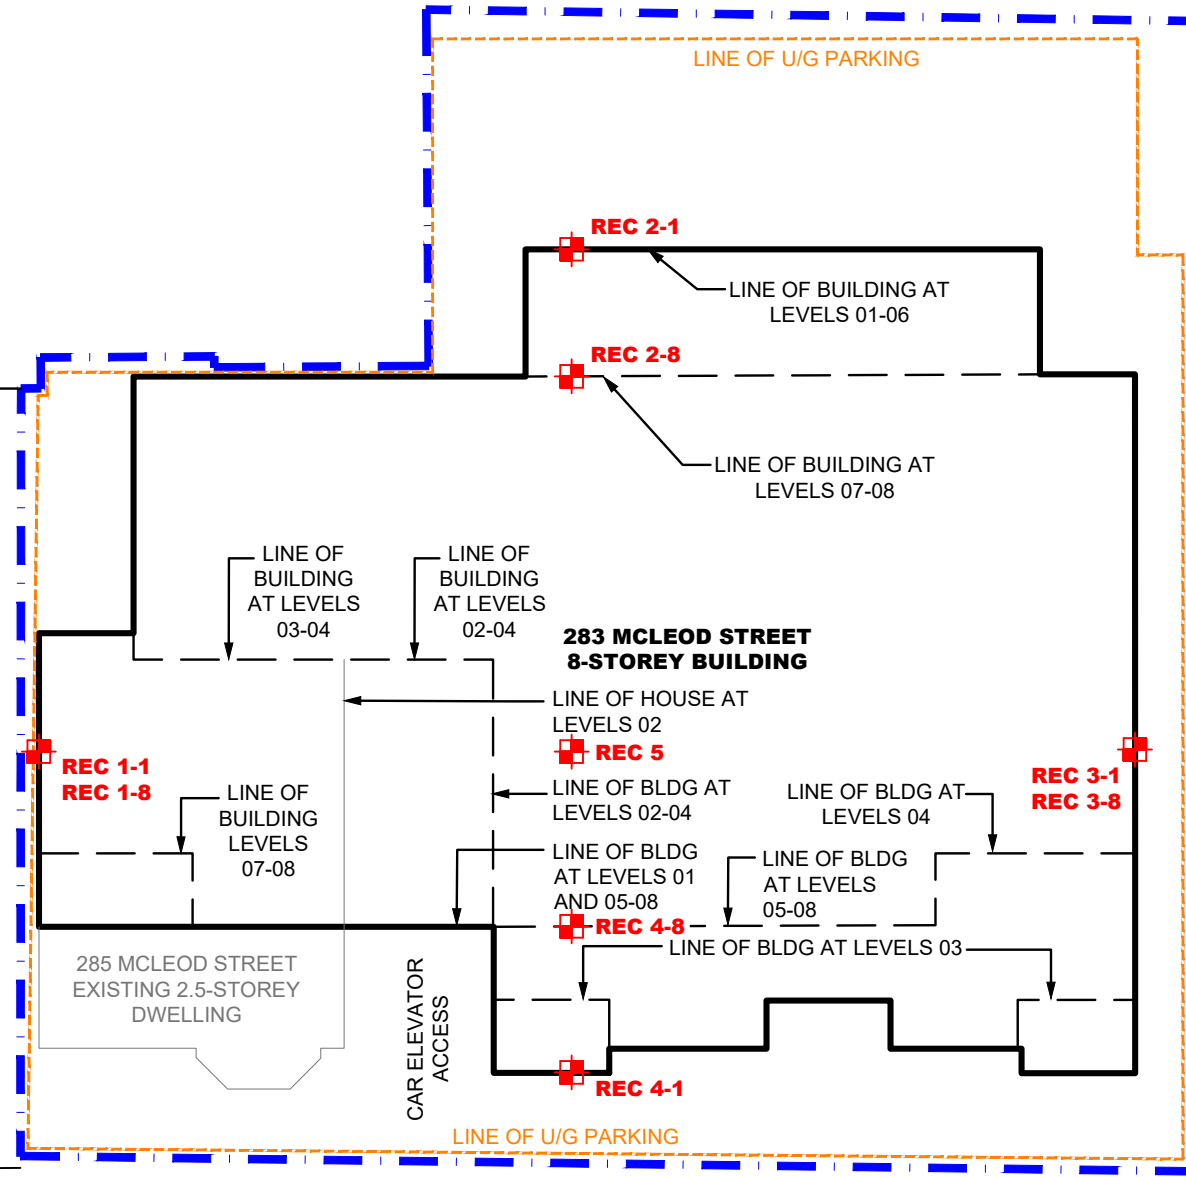 LINE OF U/G PARKING
REC 2-1
LINE OF BUILDING AT
LEVELS 01-06
REC 2-8
LINE OF BUILDING AT
LEVELS 07-08
LINE OF
BUILDING
AT LEVELS
03-04
LINE OF
BUILDING
AT LEVELS
02-04
283 MCLEOD STREET
8-STOREY BUILDING
LINE OF HOUSE AT
LEVELS 02
REC 5
REC 1-1
REC 1-8
REC 3-1
REC 3-8
LINE OF
BUILDING
LEVELS
07-08
LINE OF BLDG AT
LEVELS 02-04
LINE OF BLDG AT
LEVELS 04
LINE OF BLDG
AT LEVELS 01
AND 05-08
LINE OF BLDG
AT LEVELS
05-08
REC 4-8
LINE OF BLDG AT LEVELS 03
285 MCLEOD STREET
EXISTING 2.5-STOREY
DWELLING
CAR ELEVATOR
ACCESS
REC 4-1
LINE OF U/G PARKING